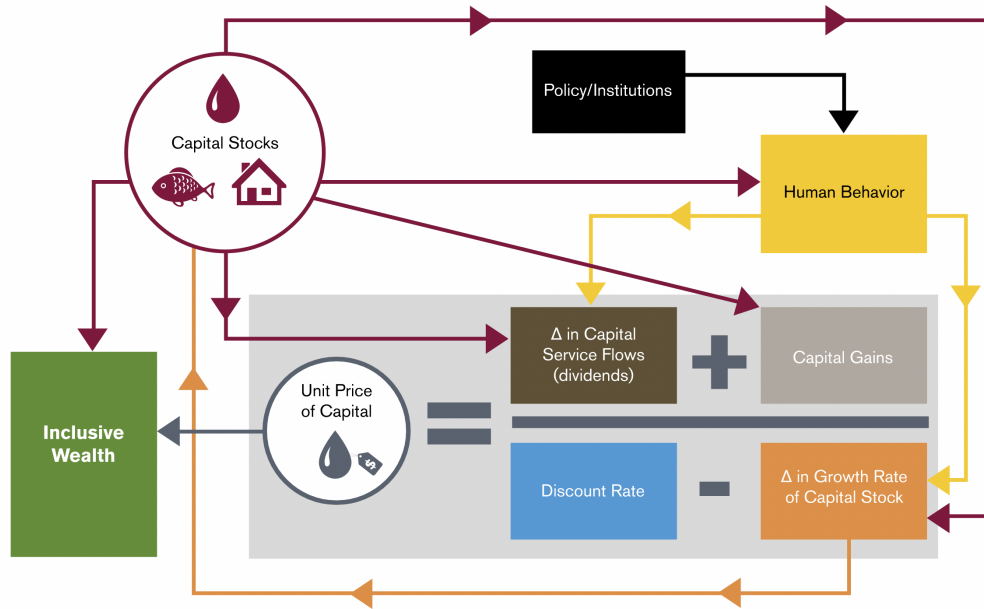 Policy/Institutions
Capital Stocks
Human Behavior
Δ in Capital
Service Flows
(dividends)
+
Capital Gains
Unit Price
of Capital
$
=
Inclusive
Wealth
Discount Rate
-
Δ in Growth Rate
of Capital Stock